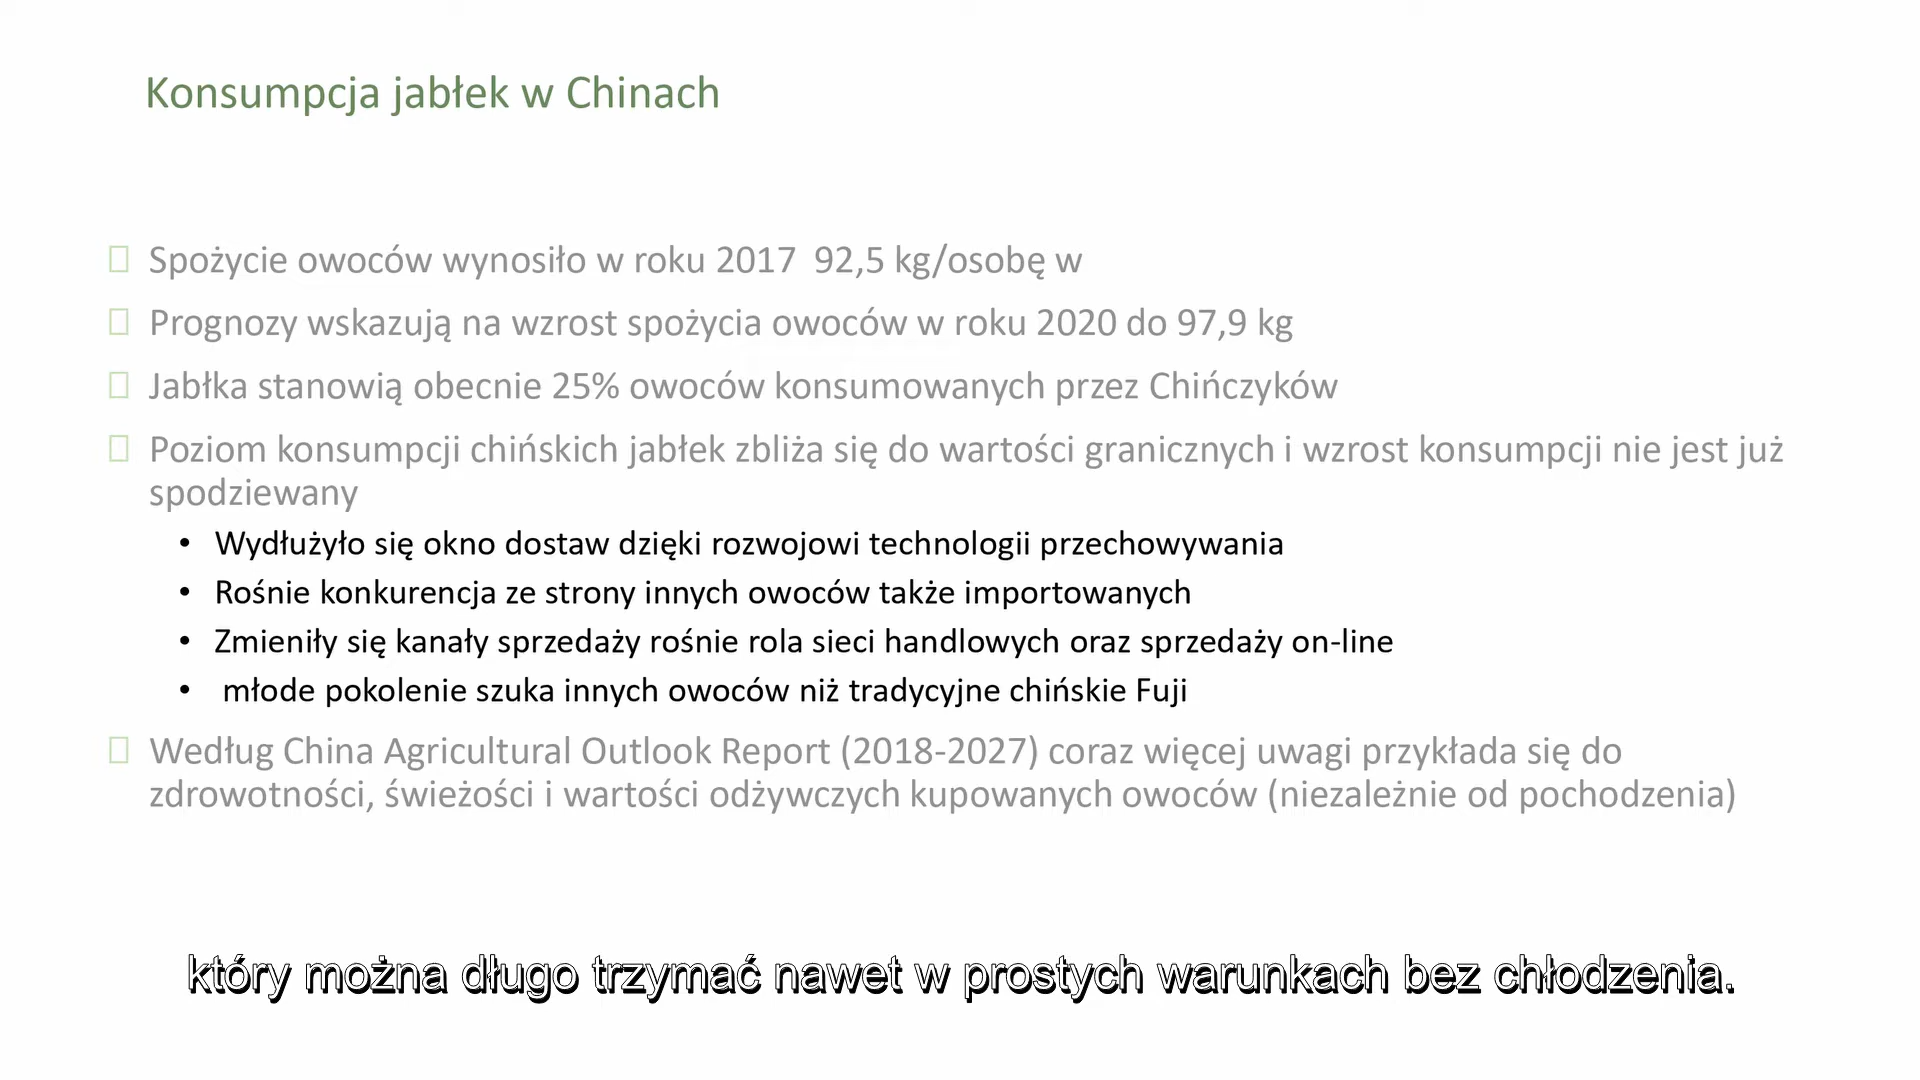 Konsumpcja jabłek w Chinach
Spożycie owoców wynosiło w roku 2017  92,5 kg/osobę w
Prognozy wskazują na wzrost spożycia owoców w roku 2020 do 97,9 kg
Jabłka stanowią obecnie 25% owoców konsumowanych przez Chińczyków
Poziom konsumpcji chińskich jabłek zbliża się do wartości granicznych i wzrost konsumpcji nie jest już
spodziewany
• Wydłużyło się okno dostaw dzięki rozwojowi technologii przechowywania
• Rośnie konkurencja ze strony innych owoców także importowanych
• Zmieniły się kanały sprzedaży rośnie rola sieci handlowych oraz sprzedaży on-line
• młode pokolenie szuka innych owoców niż tradycyjne chińskie Fuji
Według China Agricultural Outlook Report (2018-2027) coraz więcej uwagi przykłada się do
zdrowotności, świeżości i wartości odżywczych kupowanych owoców (niezależnie od pochodzenia)
który można długo trzymać nawet w prostych warunkach bez chłodzenia.